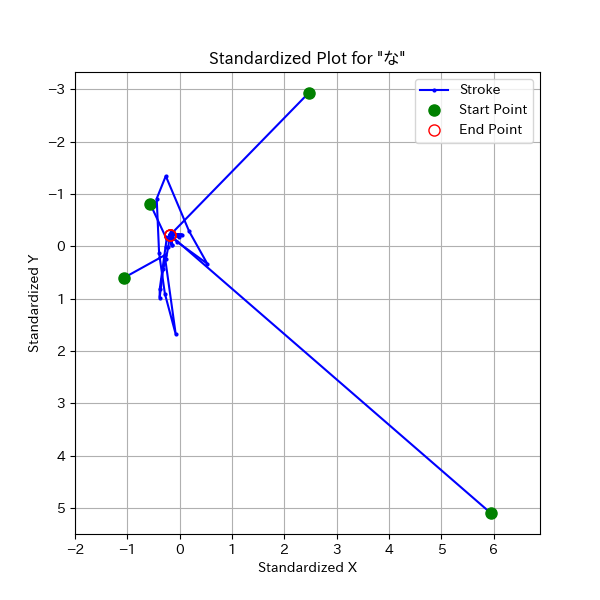 Standardized Plot for "な"
Stroke
Start Point
End Point
−3
−2
−1
0
1
2
3
4
5
Standardized Y
−2 −1 0 1 2 3 4 5 6
Standardized X